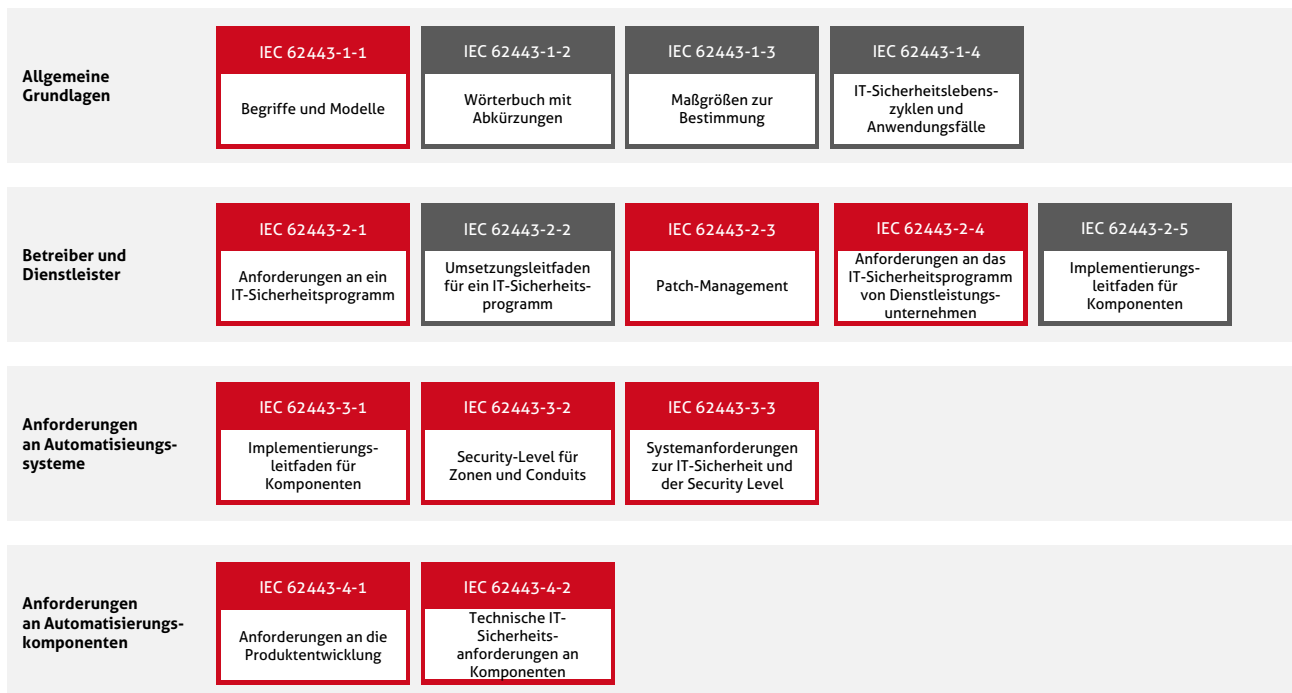 Allgemeine
Grundlagen
IEC 62443-1-1
Begriffe und Modelle
IEC 62443-1-2
Wörterbuch mit
Abkürzungen
IEC 62443-1-3
Maßgrößen zur
Bestimmung
IEC 62443-1-4
IT-Sicherheitslebens-
zyklen und
Anwendungsfälle
Betreiber und
Dienstleister
IEC 62443-2-1
Anforderungen an ein
IT-Sicherheitsprogramm
IEC 62443-2-2
Umsetzungsleitfaden
für ein IT-Sicherheits-
programm
IEC 62443-2-3
Patch-Management
IEC 62443-2-4
Anforderungen an das
IT-Sicherheitsprogramm
von Dienstleistungs-
unternehmen
IEC 62443-2-5
Implementierungs-
leitfaden für
Komponenten
Anforderungen
an Automatisieungs-
systeme
IEC 62443-3-1
Implementierungs-
leitfaden für
Komponenten
IEC 62443-3-2
Security-Level für
Zonen und Conduits
IEC 62443-3-3
Systemanforderungen
zur IT-Sicherheit und
der Security Level
Anforderungen
an Automatisierungs-
komponenten
IEC 62443-4-1
Anforderungen an die
Produktentwicklung
IEC 62443-4-2
Technische IT-
Sicherheits-
anforderungen an
Komponenten